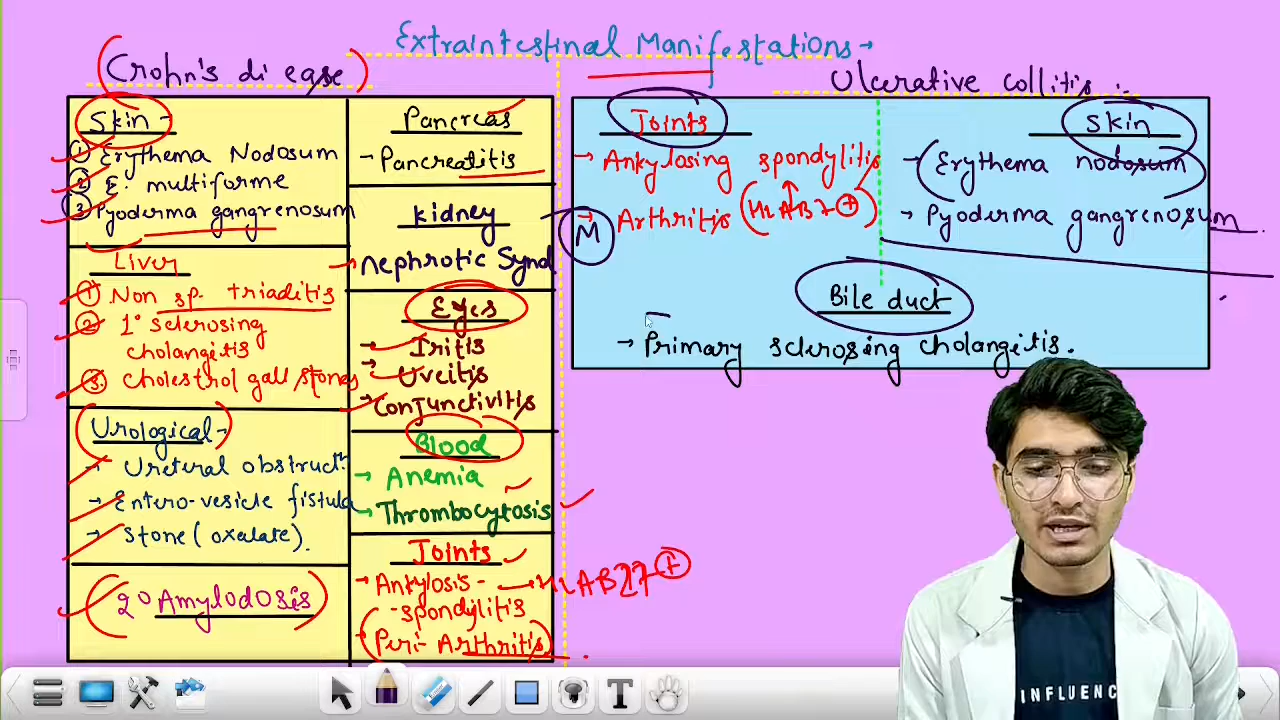 Extraintestinal Manifestations→
(Crohn's disease)
Skin-
① Erythema Nodosum
② E. multiforme
③ Pyoderma gangrenosum
Liver
① Non sp. triaditis
② 1° sclerosing
cholangitis
③. Cholestrol gall stones
(Urological)-
Ureteral obstruct.
→ Entero-vesicle fistula
→ Stone (oxalate).
(2° Amylodosis)
Pancreas
- Pancreatitis
kidney
→ nephrotic Synd
Eyes
→ Iritis
→ Uveitis
→ Conjunctivitis
Blood
→ Anemia
→ Thrombocytosis
Joints
→ Ankylosis - → HLAB27 +
- spondylitis
→ Peri-Arthritis
Ulcerative collitis :-
Joints
→ Ankylosing spondylitis
→ Arthritis (HLAB7 +)
M
Skin
→ Erythema nodosum
→ Pyoderma gangrenosum.
Bile duct
→ Primary sclerosing cholangitis.
INFLUENC